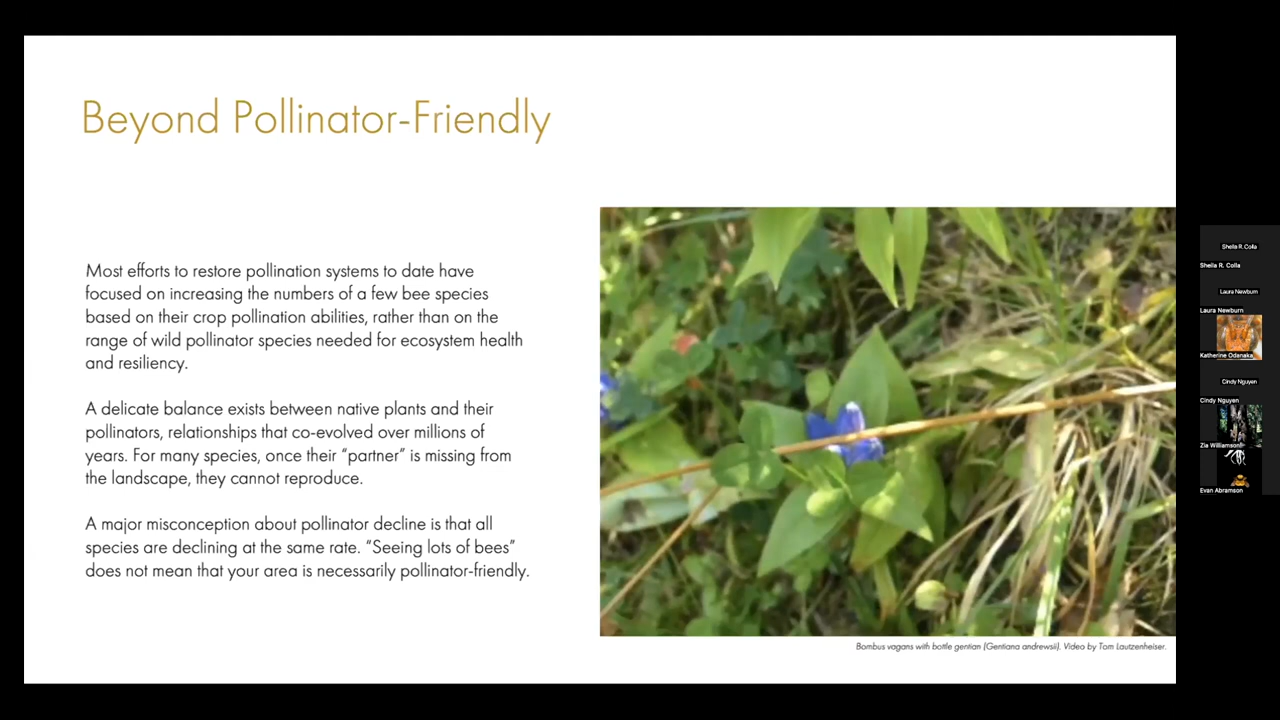 Beyond Pollinator-Friendly
Most efforts to restore pollination systems to date have
focused on increasing the numbers of a few bee species
based on their crop pollination abilities, rather than on the
range of wild pollinator species needed for ecosystem health
and resiliency.
A delicate balance exists between native plants and their
pollinators, relationships that co-evolved over millions of
years. For many species, once their “partner” is missing from
the landscape, they cannot reproduce.
A major misconception about pollinator decline is that all
species are declining at the same rate. “Seeing lots of bees”
does not mean that your area is necessarily pollinator-friendly.
Bombus vagans with bottle gentian (Gentiana andrewsii). Video by Tom Lautzenheiser.
Sheila R. Colla
Sheila R. Colla
Laura Newburn
Laura Newburn
Katherine Odanaka
Cindy Nguyen
Cindy Nguyen
Zia Williamson
Evan Abramson